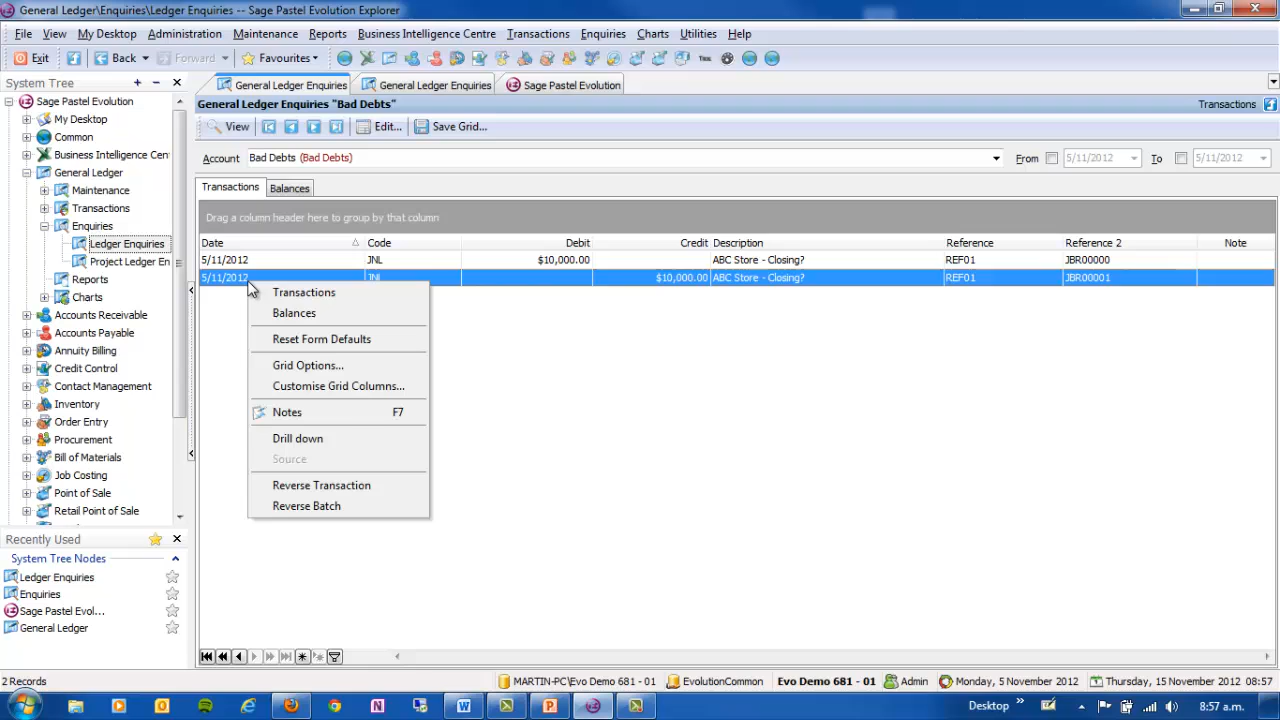 General Ledger\Enquiries\Ledger Enquiries -- Sage Pastel Evolution Explorer
File View My Desktop Administration Maintenance Reports Business Intelligence Centre Transactions Enquiries Charts Utilities Help
Exit Back Forward Favourites
System Tree
General Ledger Enquiries General Ledger Enquiries Sage Pastel Evolution
General Ledger Enquiries "Bad Debts" Transactions
View Edit... Save Grid...
Account Bad Debts (Bad Debts) From 5/11/2012 To 5/11/2012
Transactions Balances
Drag a column header here to group by that column
Date Code Debit Credit Description Reference Reference 2 Note
5/11/2012 JNL $10,000.00 ABC Store - Closing? REF01 JBR00000
5/11/2012 JNL $10,000.00 ABC Store - Closing? REF01 JBR00001
Transactions
Balances
Reset Form Defaults
Grid Options...
Customise Grid Columns...
Notes F7
Drill down
Source
Reverse Transaction
Reverse Batch
Sage Pastel Evolution
My Desktop
Common
Business Intelligence Cen
General Ledger
Maintenance
Transactions
Enquiries
Ledger Enquiries
Project Ledger En
Reports
Charts
Accounts Receivable
Accounts Payable
Annuity Billing
Credit Control
Contact Management
Inventory
Order Entry
Procurement
Bill of Materials
Job Costing
Point of Sale
Retail Point of Sale
Recently Used
System Tree Nodes
Ledger Enquiries
Enquiries
Sage Pastel Evol...
General Ledger
2 Records MARTIN-PC\Evo Demo 681 - 01 EvolutionCommon Evo Demo 681 - 01 Admin Monday, 5 November 2012 Thursday, 15 November 2012 08:57
Desktop 8:57 a.m.